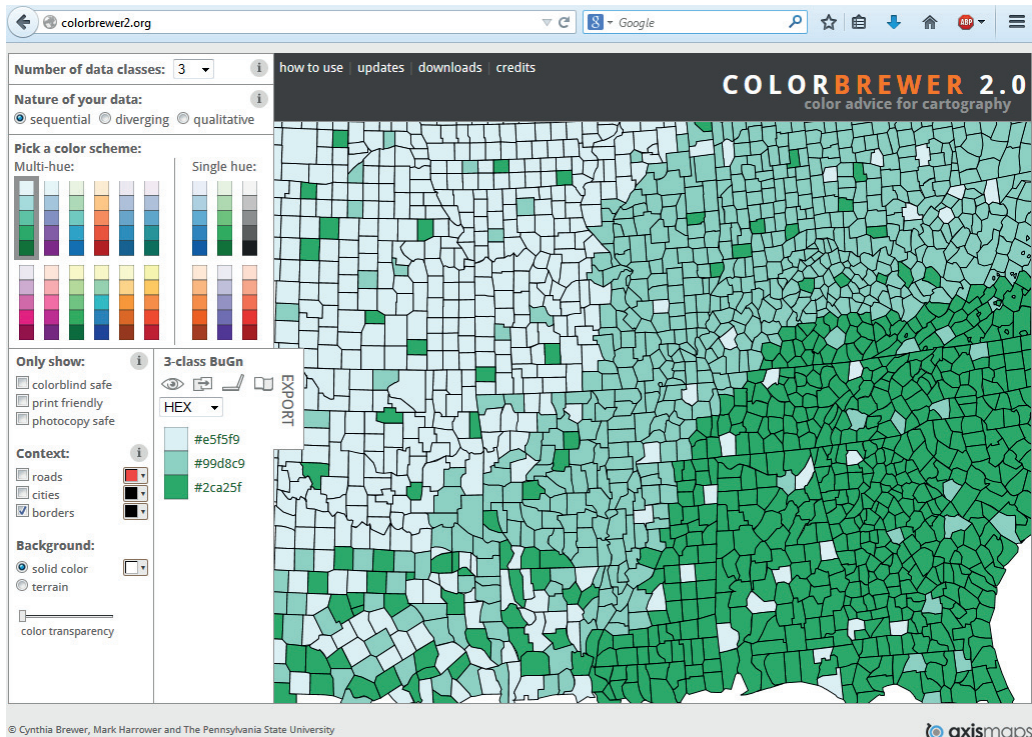 colorbrewer2.org
Google
ABP
Number of data classes: 3
how to use | updates | downloads | credits
COLORBREWER 2.0
color advice for cartography
Nature of your data:
sequential diverging qualitative
Pick a color scheme:
Multi-hue: Single hue:
Only show:
colorblind safe
print friendly
photocopy safe
Context:
roads
cities
borders
Background:
solid color
terrain
color transparency
3-class BuGn
EXPORT
HEX
#e5f5f9
#99d8c9
#2ca25f
© Cynthia Brewer, Mark Harrower and The Pennsylvania State University
axismaps